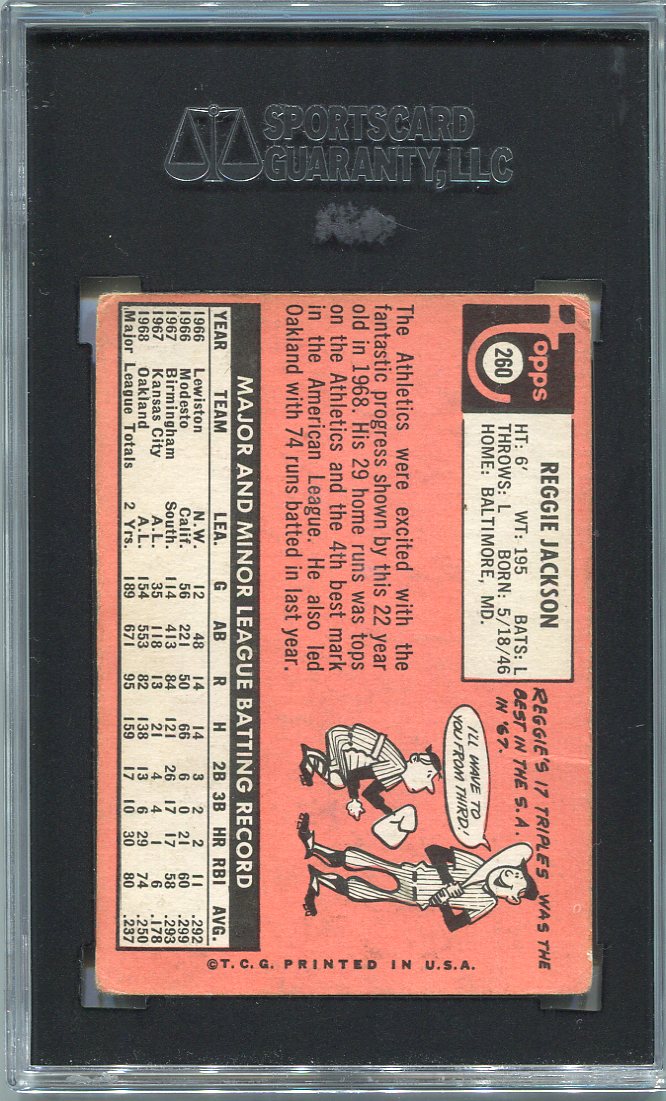 SPORTSCARD
GUARANTY, LLC
topps
260
REGGIE JACKSON
HT: 6' WT: 195 BATS: L
THROWS: L BORN: 5/18/46
HOME: BALTIMORE, MD.
REGGIE'S 17 TRIPLES WAS THE
BEST IN THE S.A.
IN '67.
I'LL WAVE TO
YOU FROM THIRD!
The Athletics were excited with the
fantastic progress shown by this 22 year
old in 1968. His 29 home runs was tops
on the Athletics and the 4th best mark
in the American League. He also led
Oakland with 74 runs batted in last year.
MAJOR AND MINOR LEAGUE BATTING RECORD
YEAR TEAM LEA. G AB R H 2B 3B HR RBI AVG.
1966 Lewiston N.W. 12 48 14 14 3 2 2 11 .292
1966 Modesto Calif. 56 221 50 66 6 0 21 60 .299
1967 Birmingham South. 114 413 84 121 26 17 17 58 .293
1967 Kansas City A.L. 35 118 13 21 4 4 1 6 .178
1968 Oakland A.L. 154 553 82 138 13 6 29 74 .250
Major League Totals 2 Yrs. 189 671 95 159 17 10 30 80 .237
©T.C.G. PRINTED IN U.S.A.